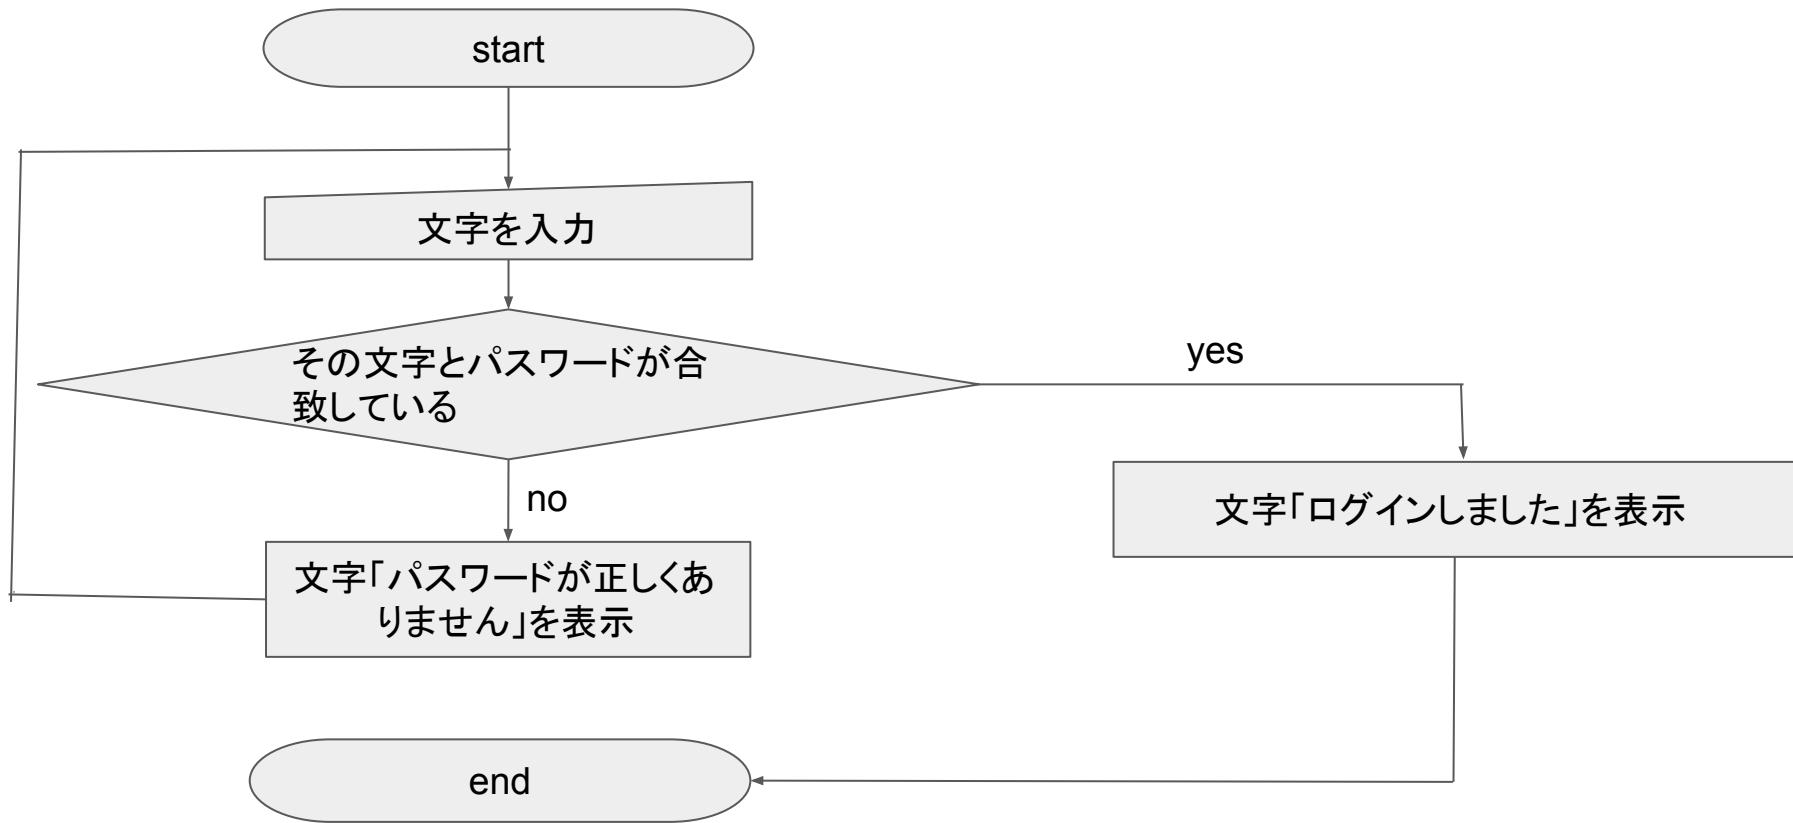 start
文字を入力
その文字とパスワードが合
致している
yes
no
文字「ログインしました」を表示
文字「パスワードが正しくあ
りません」を表示
end